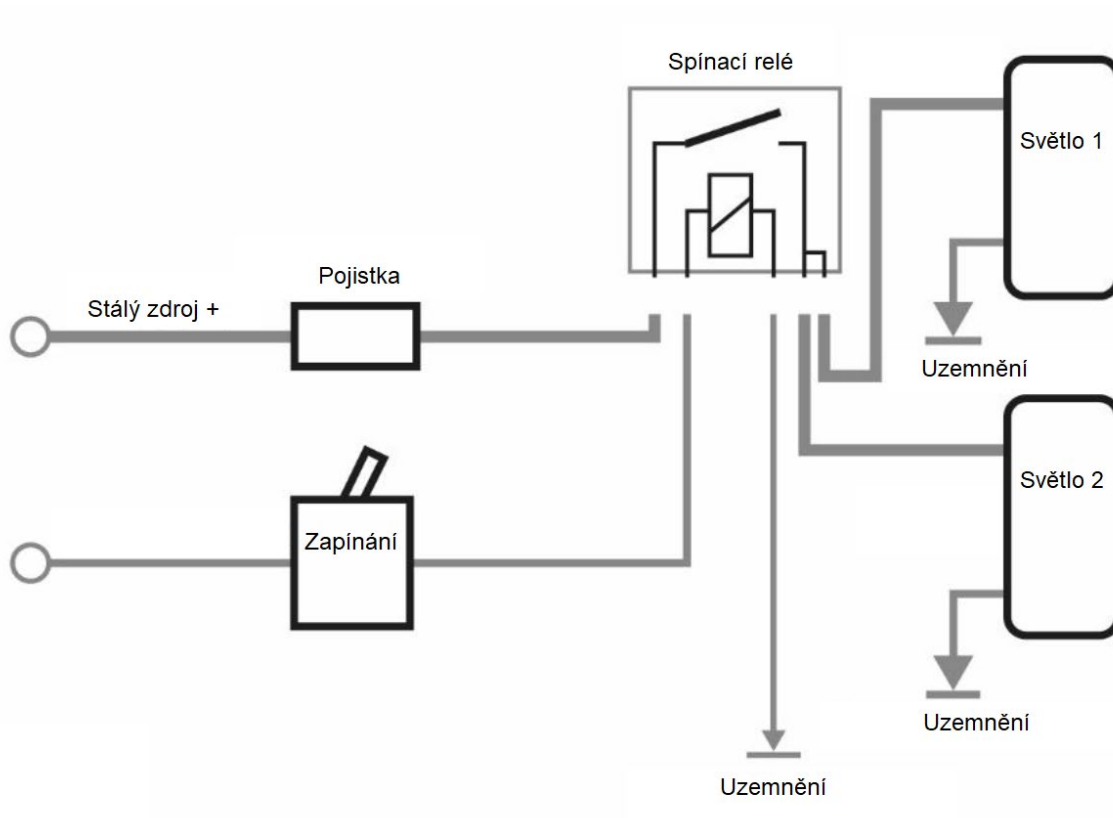 Spínací relé
Světlo 1
Pojistka
Stálý zdroj +
Uzemnění
Světlo 2
Zapínání
Uzemnění
Uzemnění